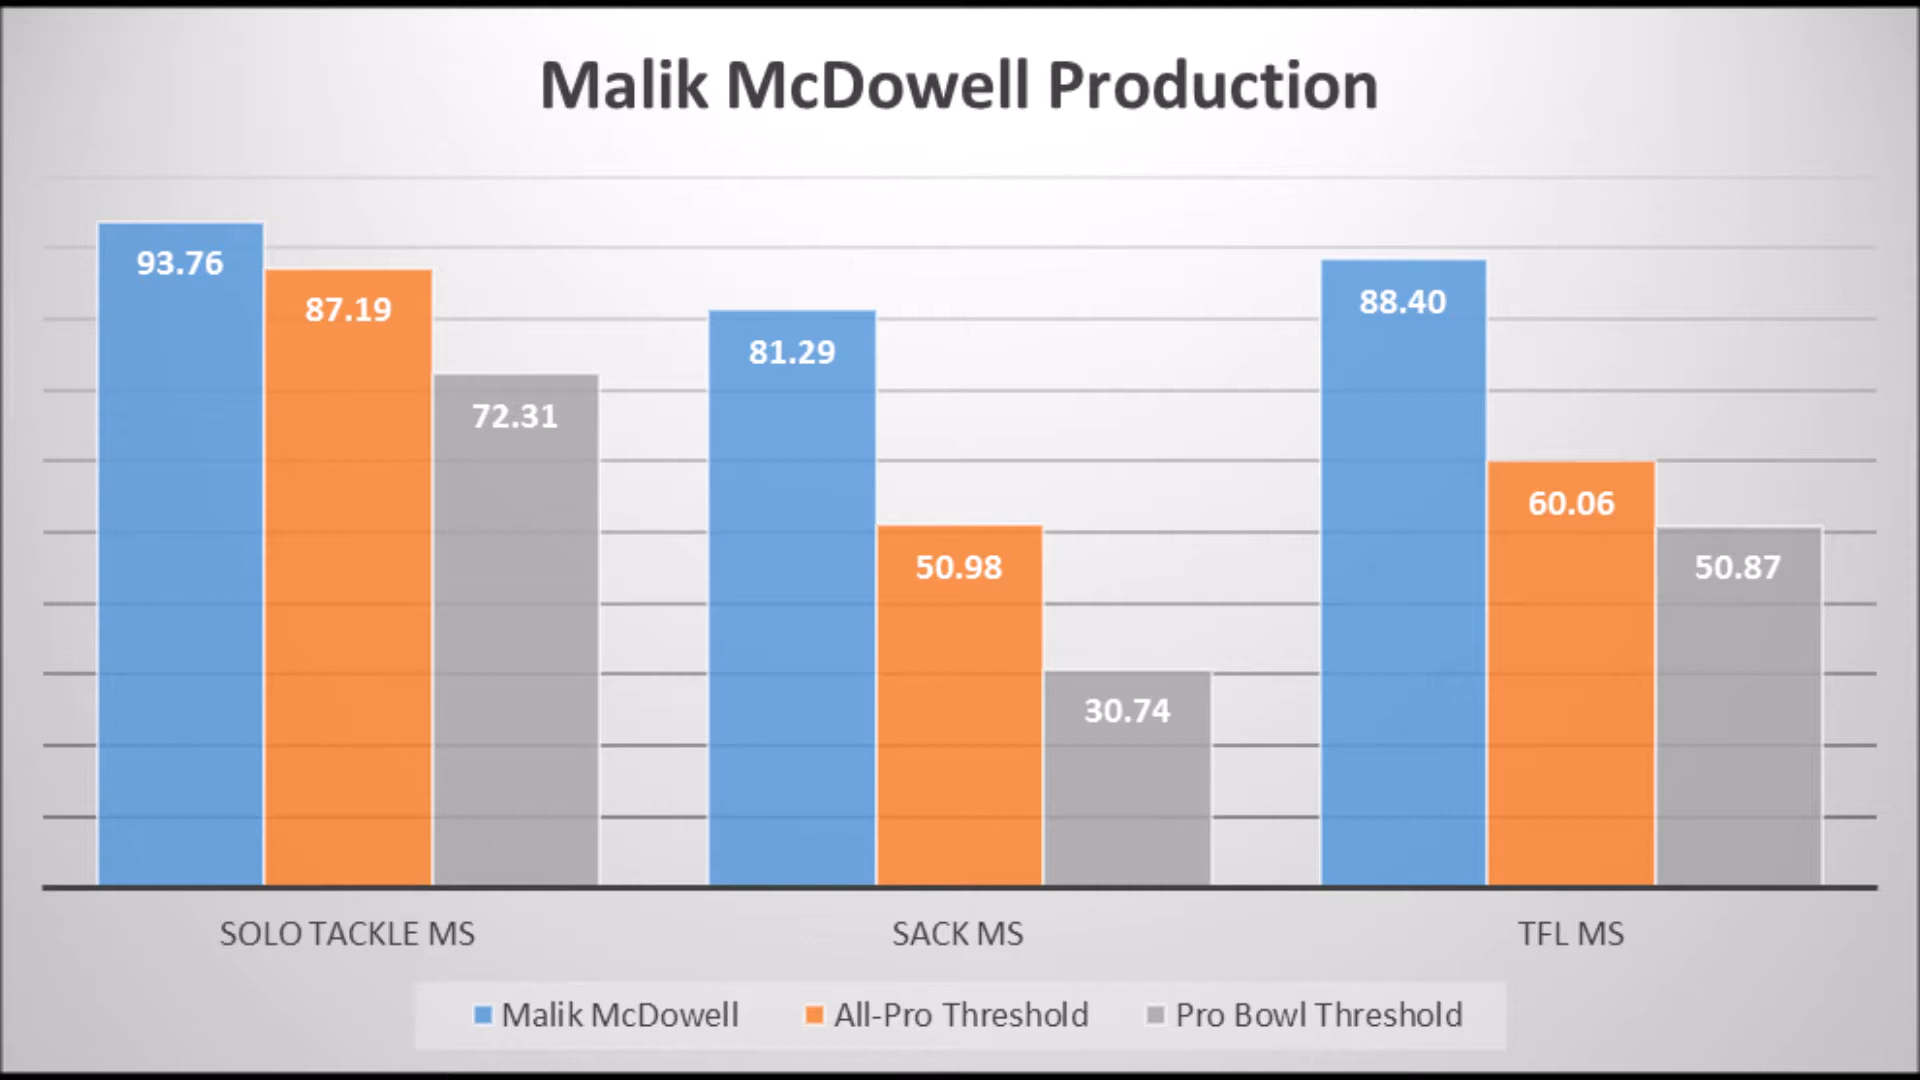 Malik McDowell Production
93.76
87.19
72.31
81.29
50.98
30.74
88.40
60.06
50.87
SOLO TACKLE MS
SACK MS
TFL MS
Malik McDowell
All-Pro Threshold
Pro Bowl Threshold